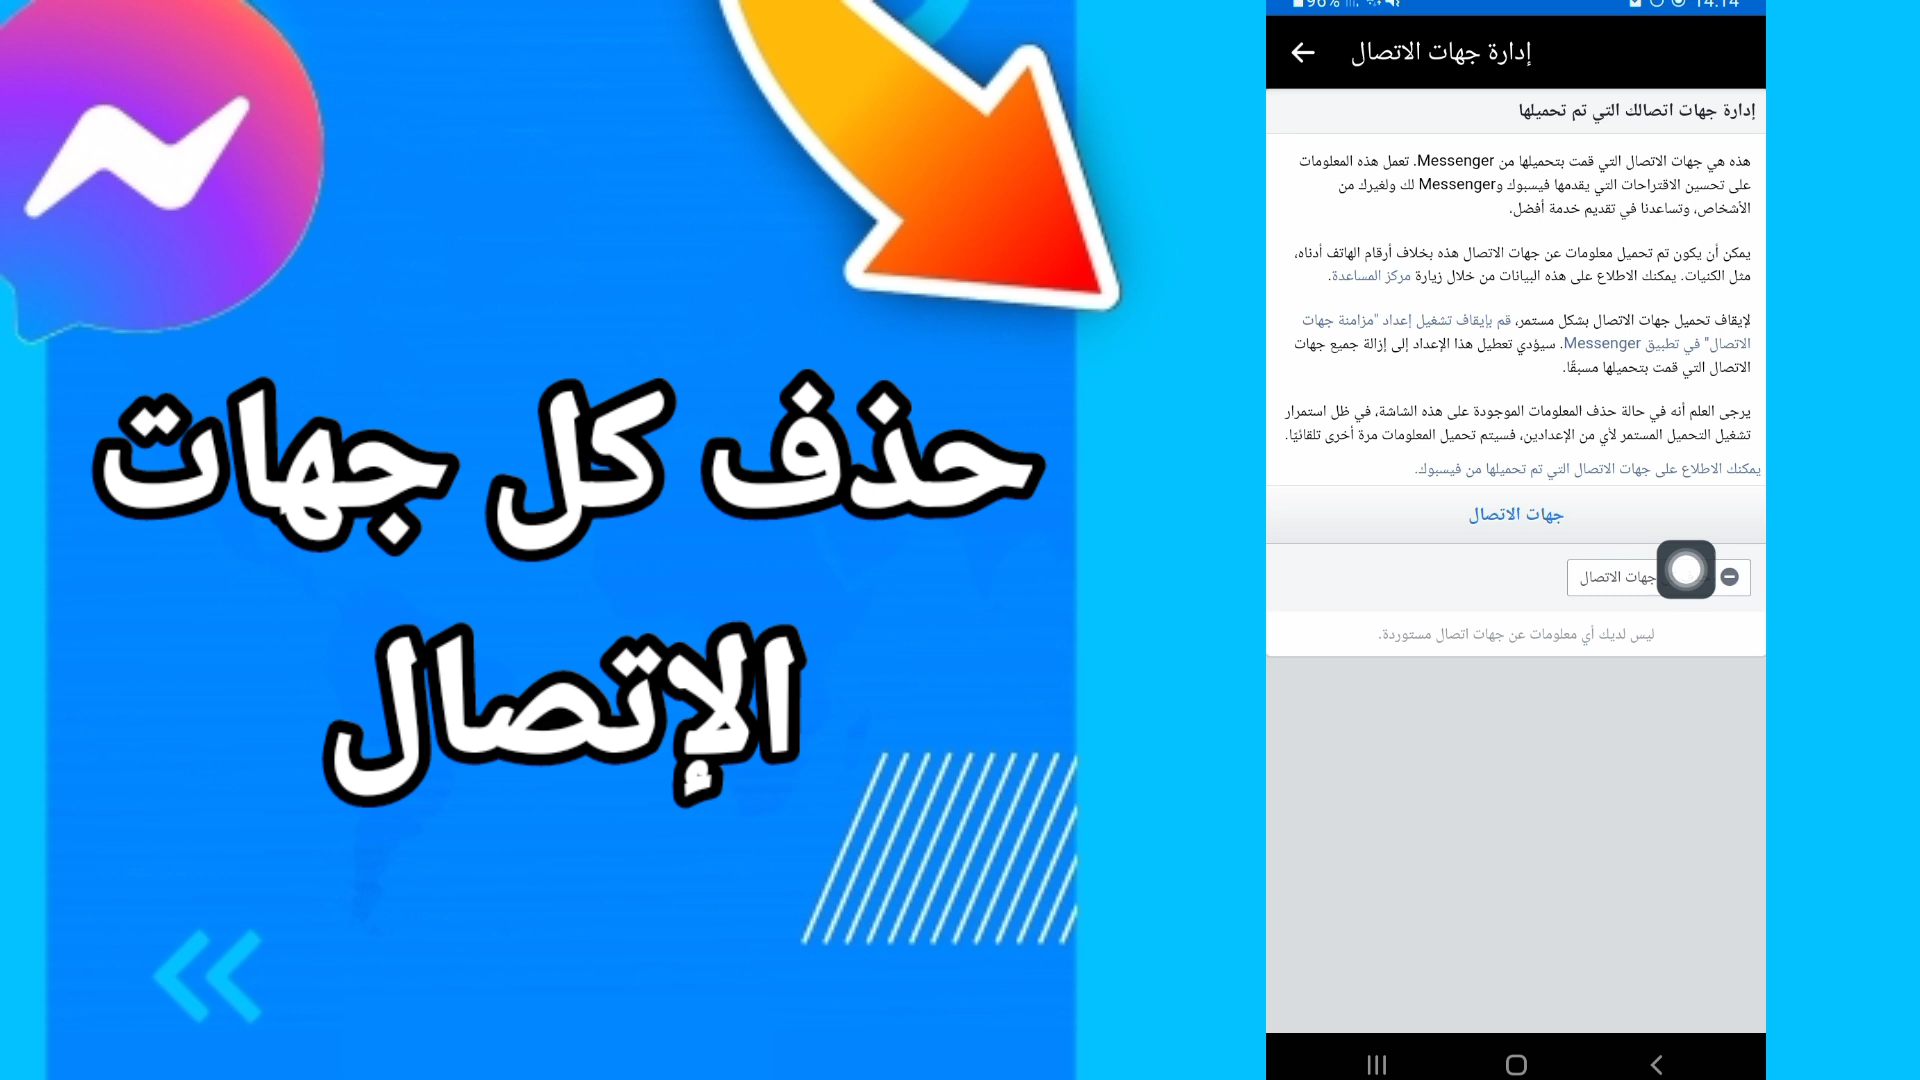 حذف كل جهات
الإتصال
96%
14:14
إدارة جهات الاتصال
إدارة جهات اتصالك التي تم تحميلها
هذه هي جهات الاتصال التي قمت بتحميلها من Messenger. تعمل هذه المعلومات
على تحسين الاقتراحات التي يقدمها فيسبوك وMessenger لك ولغيرك من
الأشخاص، وتساعدنا في تقديم خدمة أفضل.
يمكن أن يكون تم تحميل معلومات عن جهات الاتصال هذه بخلاف أرقام الهاتف أدناه،
مثل الكنيات. يمكنك الاطلاع على هذه البيانات من خلال زيارة مركز المساعدة.
لإيقاف تحميل جهات الاتصال بشكل مستمر، قم بإيقاف تشغيل إعداد "مزامنة جهات
الاتصال" في تطبيق Messenger. سيؤدي تعطيل هذا الإعداد إلى إزالة جميع جهات
الاتصال التي قمت بتحميلها مسبقًا.
يرجى العلم أنه في حالة حذف المعلومات الموجودة على هذه الشاشة، في ظل استمرار
تشغيل التحميل المستمر لأي من الإعدادين، فسيتم تحميل المعلومات مرة أخرى تلقائيًا.
يمكنك الاطلاع على جهات الاتصال التي تم تحميلها من فيسبوك.
جهات الاتصال
جهات الاتصال
ليس لديك أي معلومات عن جهات اتصال مستوردة.